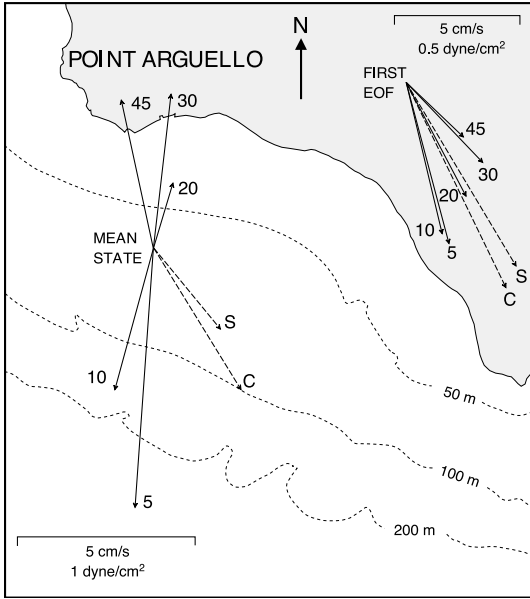 5 cm/s
0.5 dyne/cm²
N
POINT ARGUELLO
FIRST
EOF
45
30
45
30
20
20
10
5
S
C
MEAN
STATE
S
C
10
5
50 m
100 m
200 m
5 cm/s
1 dyne/cm²